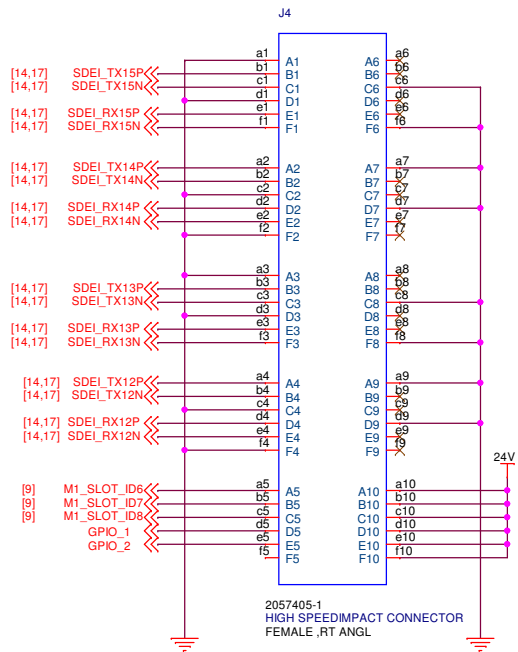 J4
a1 A1 A6 a6
[14,17] SDEI_TX15P b1 B1 B6 b6
[14,17] SDEI_TX15N c1 C1 C6 c6
d1 D1 D6 d6
[14,17] SDEI_RX15P e1 E1 E6 e6
[14,17] SDEI_RX15N f1 F1 F6 f6
[14,17] SDEI_TX14P a2 A2 A7 a7
[14,17] SDEI_TX14N b2 B2 B7 b7
c2 C2 C7 c7
[14,17] SDEI_RX14P d2 D2 D7 d7
[14,17] SDEI_RX14N e2 E2 E7 e7
f2 F2 F7 f7
a3 A3 A8 a8
[14,17] SDEI_TX13P b3 B3 B8 b8
[14,17] SDEI_TX13N c3 C3 C8 c8
d3 D3 D8 d8
[14,17] SDEI_RX13P e3 E3 E8 e8
[14,17] SDEI_RX13N f3 F3 F8 f8
[14,17] SDEI_TX12P a4 A4 A9 a9
[14,17] SDEI_TX12N b4 B4 B9 b9
c4 C4 C9 c9
[14,17] SDEI_RX12P d4 D4 D9 d9
[14,17] SDEI_RX12N e4 E4 E9 e9
f4 F4 F9 f9
24V
[9] M1_SLOT_ID6 a5 A5 A10 a10
[9] M1_SLOT_ID7 b5 B5 B10 b10
[9] M1_SLOT_ID8 c5 C5 C10 c10
GPIO_1 d5 D5 D10 d10
GPIO_2 e5 E5 E10 e10
f5 F5 F10 f10
2057405-1
HIGH SPEEDIMPACT CONNECTOR
FEMALE ,RT ANGL